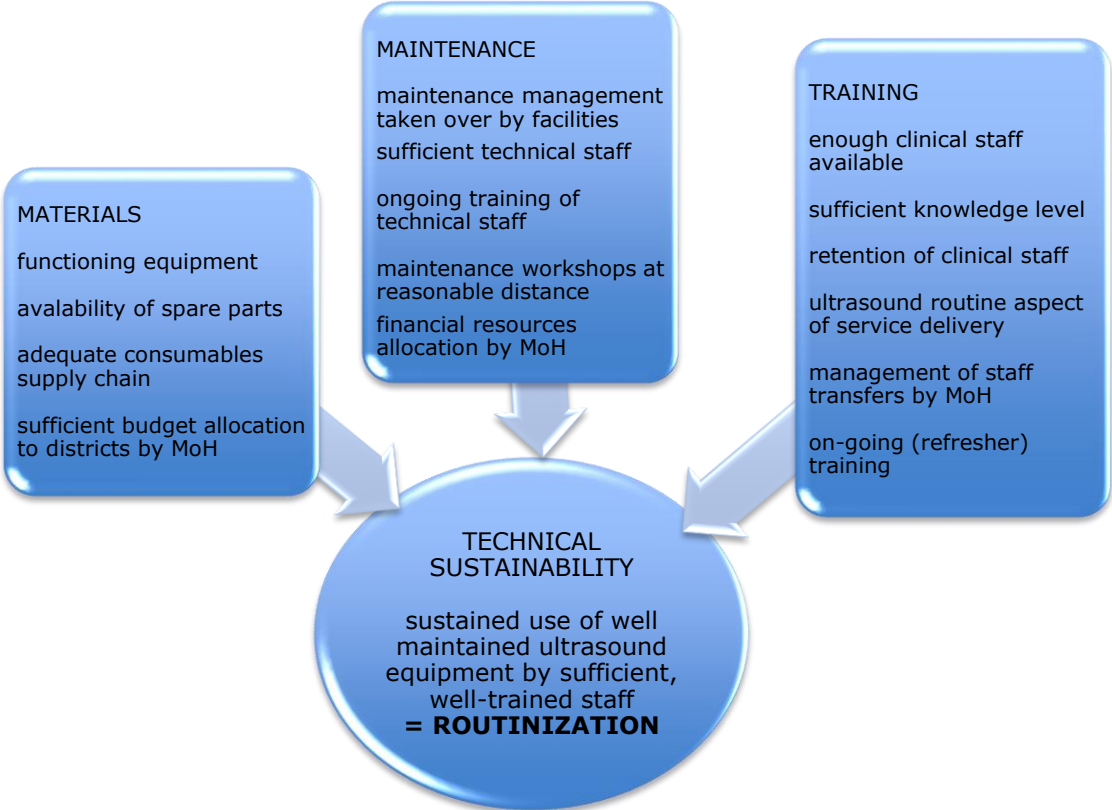 MATERIALS
functioning equipment
avalability of spare parts
adequate consumables
supply chain
sufficient budget allocation
to districts by MoH
MAINTENANCE
maintenance management
taken over by facilities
sufficient technical staff
ongoing training of
technical staff
maintenance workshops at
reasonable distance
financial resources
allocation by MoH
TRAINING
enough clinical staff
available
sufficient knowledge level
retention of clinical staff
ultrasound routine aspect
of service delivery
management of staff
transfers by MoH
on-going (refresher)
training
TECHNICAL
SUSTAINABILITY
sustained use of well
maintained ultrasound
equipment by sufficient,
well-trained staff
= ROUTINIZATION